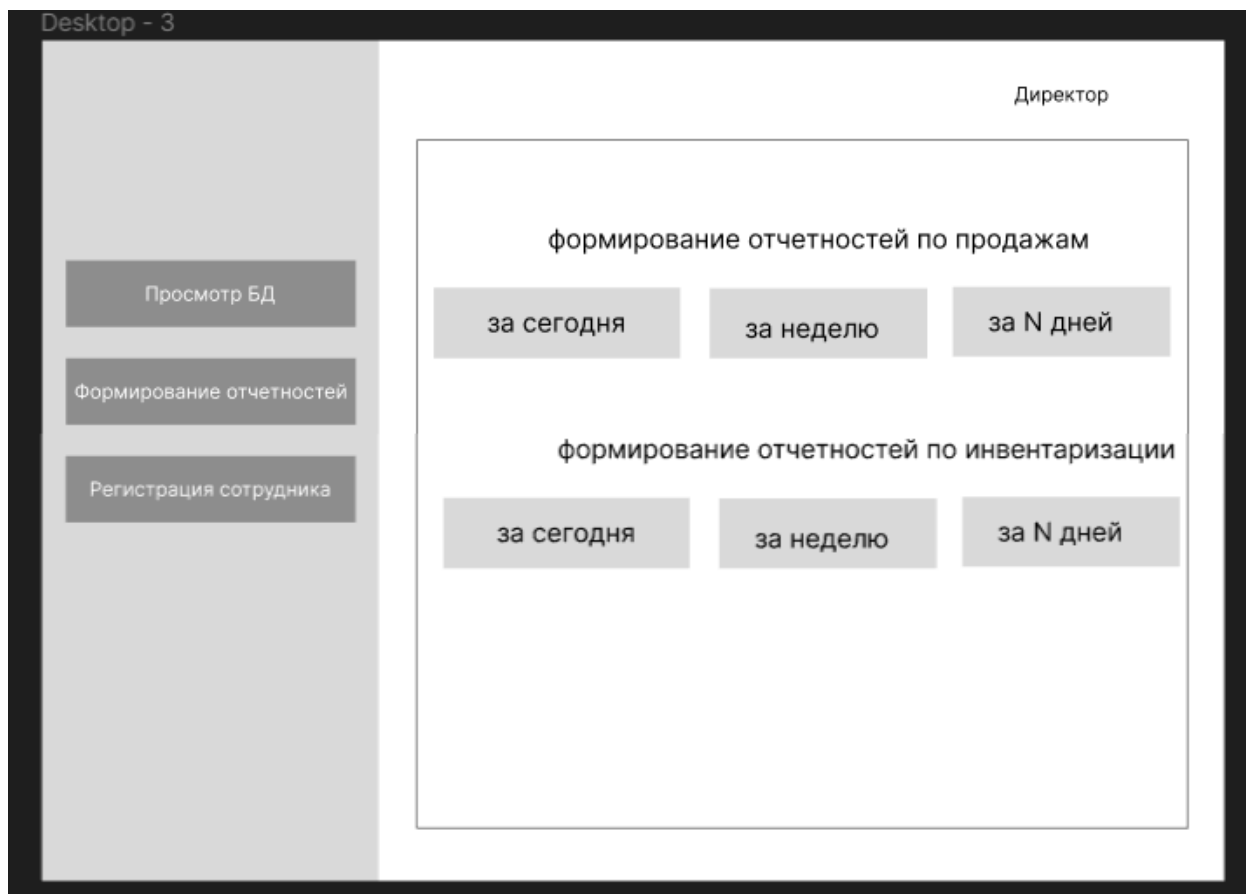 Desktop - 3
Директор
Просмотр БД
Формирование отчетностей
Регистрация сотрудника
формирование отчетностей по продажам
за сегодня
за неделю
за N дней
формирование отчетностей по инвентаризации
за сегодня
за неделю
за N дней